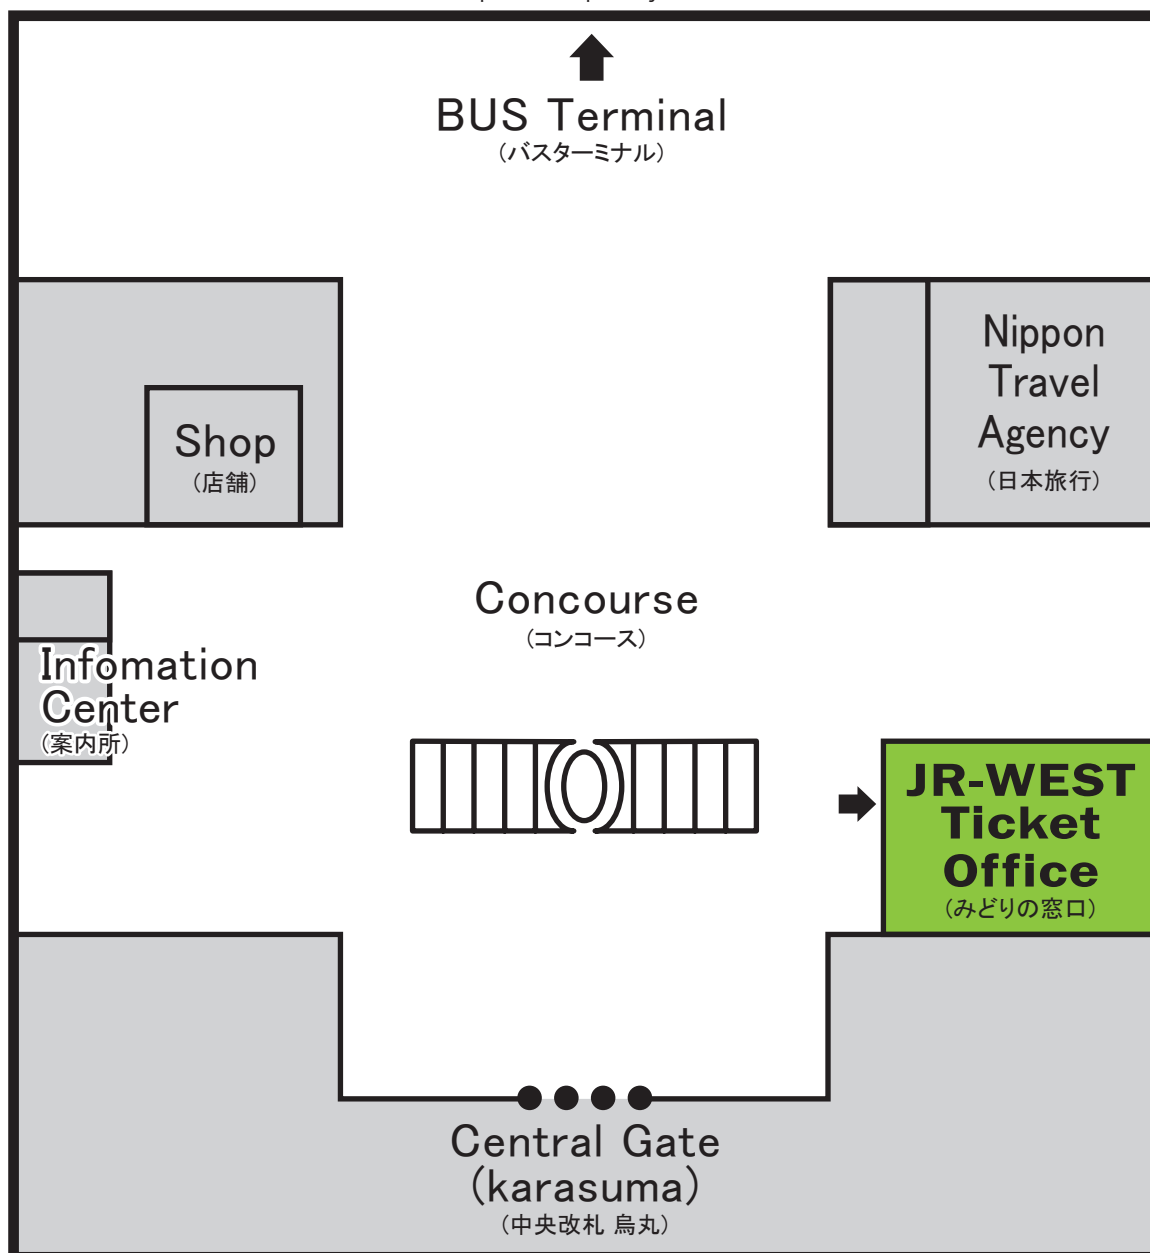 BUS Terminal
(バスターミナル)
Nippon
Travel
Agency
(日本旅行)
Shop
(店舗)
Concourse
(コンコース)
Infomation
Center
(案内所)
JR-WEST
Ticket
Office
(みどりの窓口)
Central Gate
(karasuma)
(中央改札 烏丸)